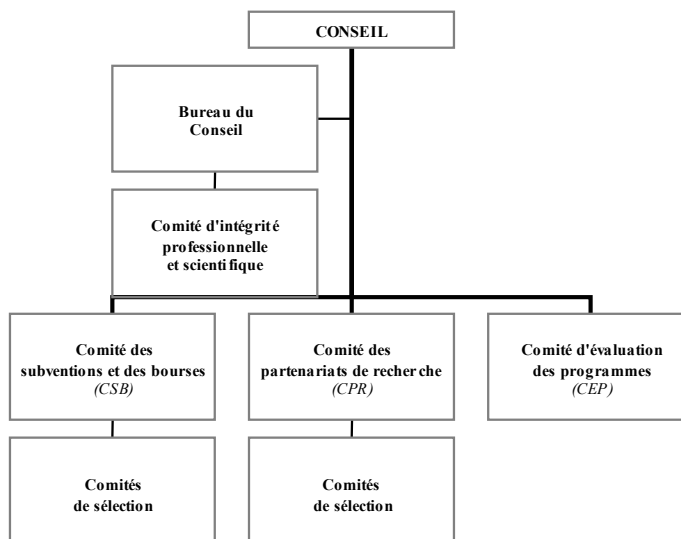 CONSEIL
Bureau du
Conseil
Comité d'intégrité
professionnelle
et scientifique
Comité des
subventions et des bourses
(CSB)
Comité des
partenariats de recherche
(CPR)
Comité d'évaluation
des programmes
(CEP)
Comités
de sélection
Comités
de sélection